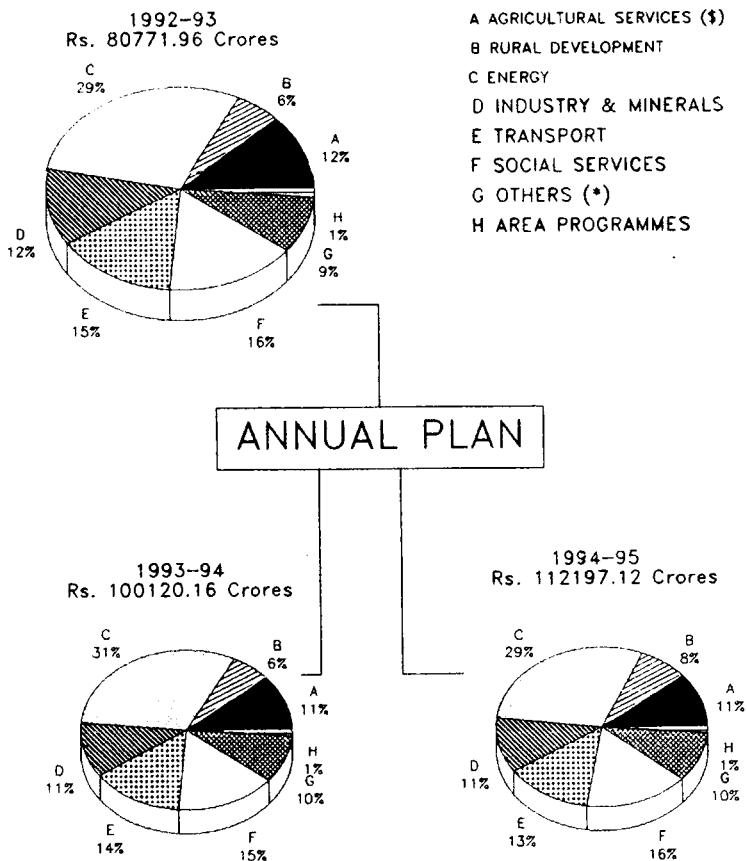 1992-93
Rs. 80771.96 Crores
C
29%
B
6%
A
12%
H
1%
G
9%
F
16%
E
15%
D
12%
A AGRICULTURAL SERVICES ($)
B RURAL DEVELOPMENT
C ENERGY
D INDUSTRY & MINERALS
E TRANSPORT
F SOCIAL SERVICES
G OTHERS (*)
H AREA PROGRAMMES
ANNUAL PLAN
1993-94
Rs. 100120.16 Crores
C
31%
B
6%
A
11%
H
1%
G
10%
F
15%
E
14%
D
11%
1994-95
Rs. 112197.12 Crores
C
29%
B
8%
A
11%
H
1%
G
10%
F
16%
E
13%
D
11%